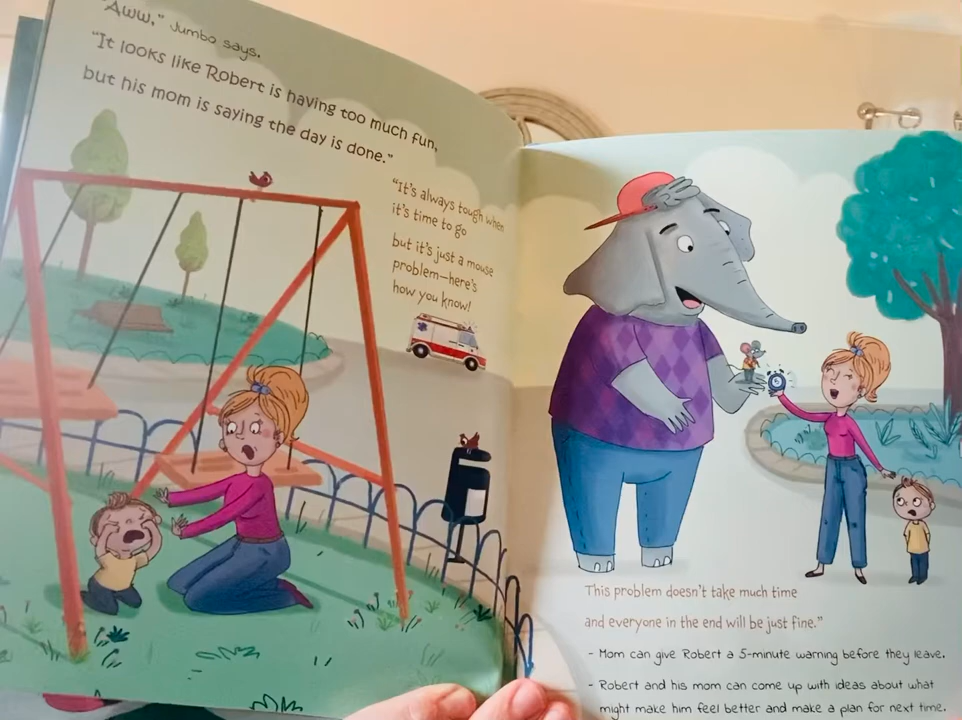 "Aww," Jumbo says.
"It looks like Robert is having too much fun,
but his mom is saying the day is done."
"It's always tough when
it's time to go
but it's just a mouse
problem—here's
how you know!
This problem doesn't take much time
and everyone in the end will be just fine."
- Mom can give Robert a 5-minute warning before they leave.
- Robert and his mom can come up with ideas about what
might make him feel better and make a plan for next time.